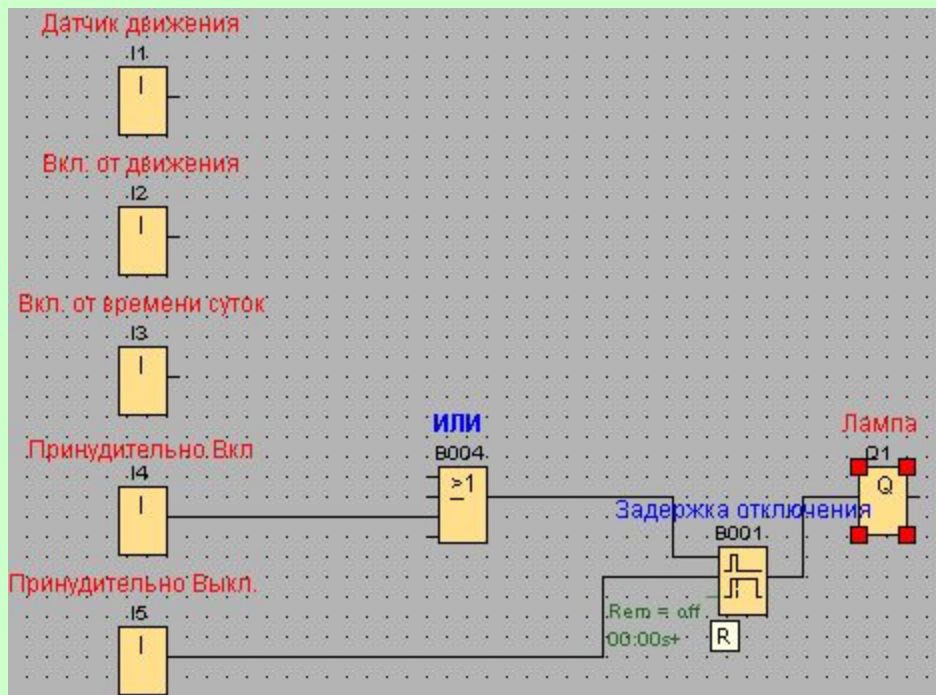 Датчик движения
I1
I
Вкл. от движения
I2
I
Вкл. от времени суток
I3
I
ИЛИ
Лампа
Принудительно Вкл
B004
Q1
I4
≥1
Q
I
Задержка отключения
B001
Принудительно Выкл.
I5
Rem = off
00:00s+
R
I